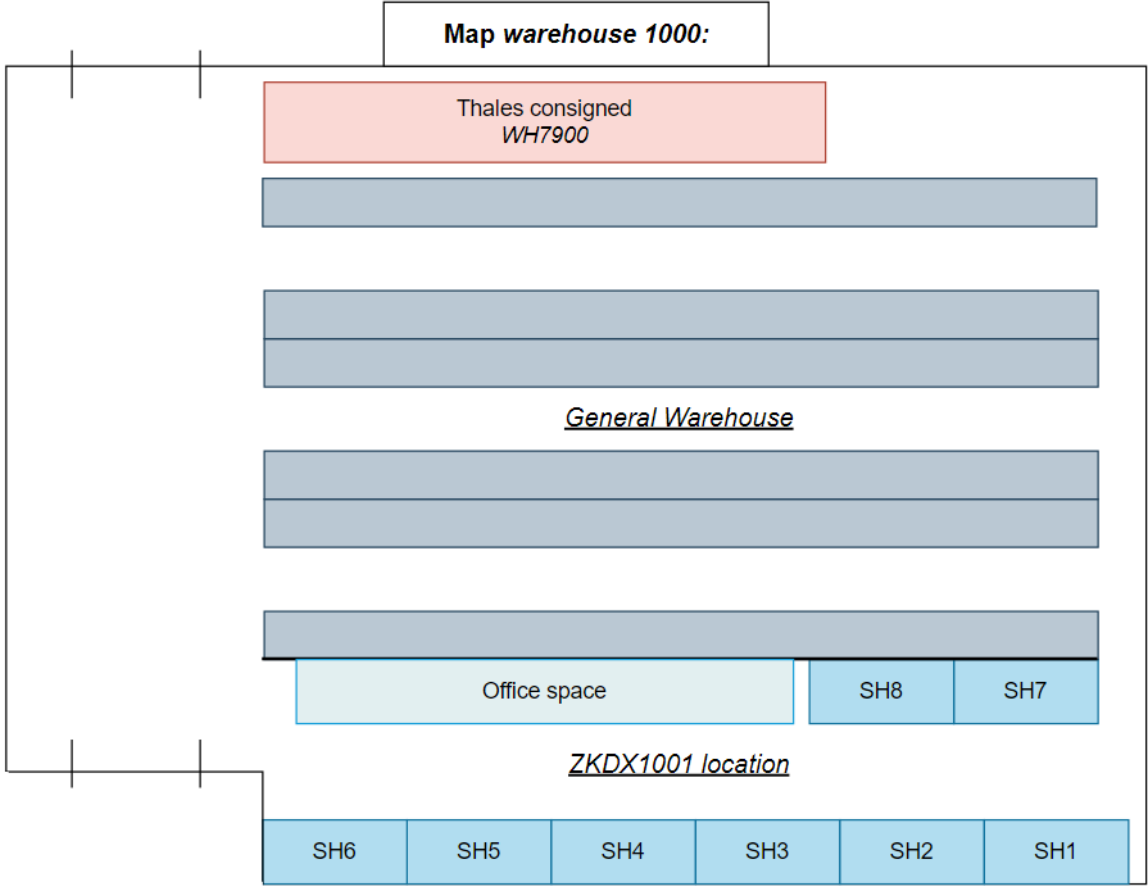 Map warehouse 1000:
Thales consigned
WH7900
General Warehouse
Office space
SH8
SH7
ZKDX1001 location
SH6
SH5
SH4
SH3
SH2
SH1